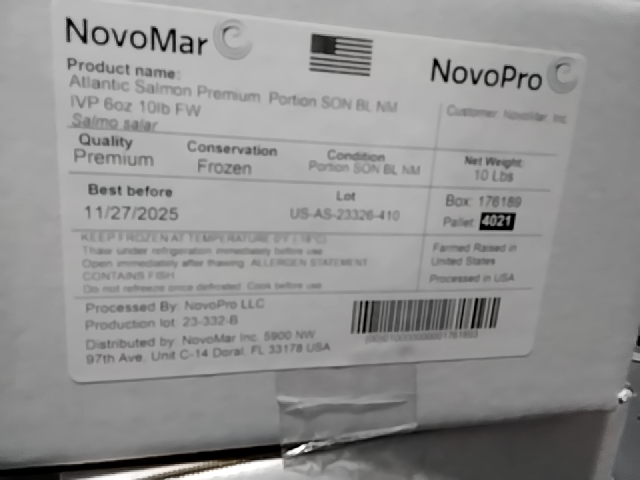 NovoMar
NovoPro
Product name:
Atlantic Salmon Premium Portion SON BL NM
IVP 6oz 10lb FW
Salmo salar
Customer: NovoMar, Inc.
Quality
Premium
Conservation
Frozen
Condition
Portion SON BL NM
Net Weight:
10 Lbs
Best before
11/27/2025
Lot
US-AS-23326-410
Box: 176189
Pallet: 4021
KEEP FROZEN AT TEMPERATURE
Thaw under refrigeration immediately before use
Open immediately after thawing. ALLERGEN STATEMENT
CONTAINS FISH
Do not refreeze once defrosted. Cook before use
Farmed Raised in
United States
Processed in USA
Processed By: NovoPro LLC
Production lot: 23-332-B
Distributed by: NovoMar Inc. 5900 NW
97th Ave, Unit C-14 Doral, FL 33178 USA